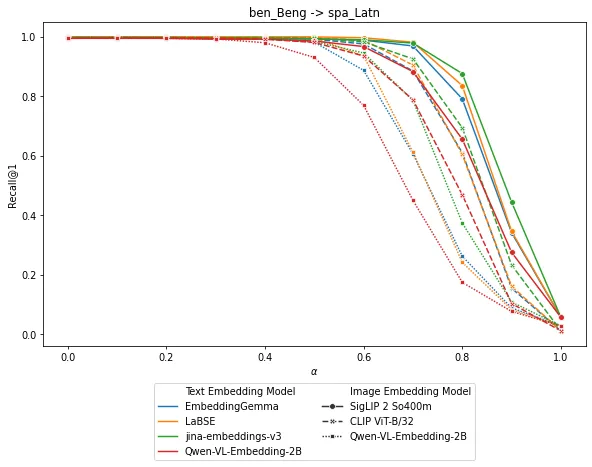 ben_Beng -> spa_Latn
1.0
0.8
0.6
0.4
0.2
0.0
Recall@1
0.0 0.2 0.4 0.6 0.8 1.0
α
Text Embedding Model Image Embedding Model
EmbeddingGemma SigLIP 2 So400m
LaBSE CLIP ViT-B/32
jina-embeddings-v3 Qwen-VL-Embedding-2B
Qwen-VL-Embedding-2B